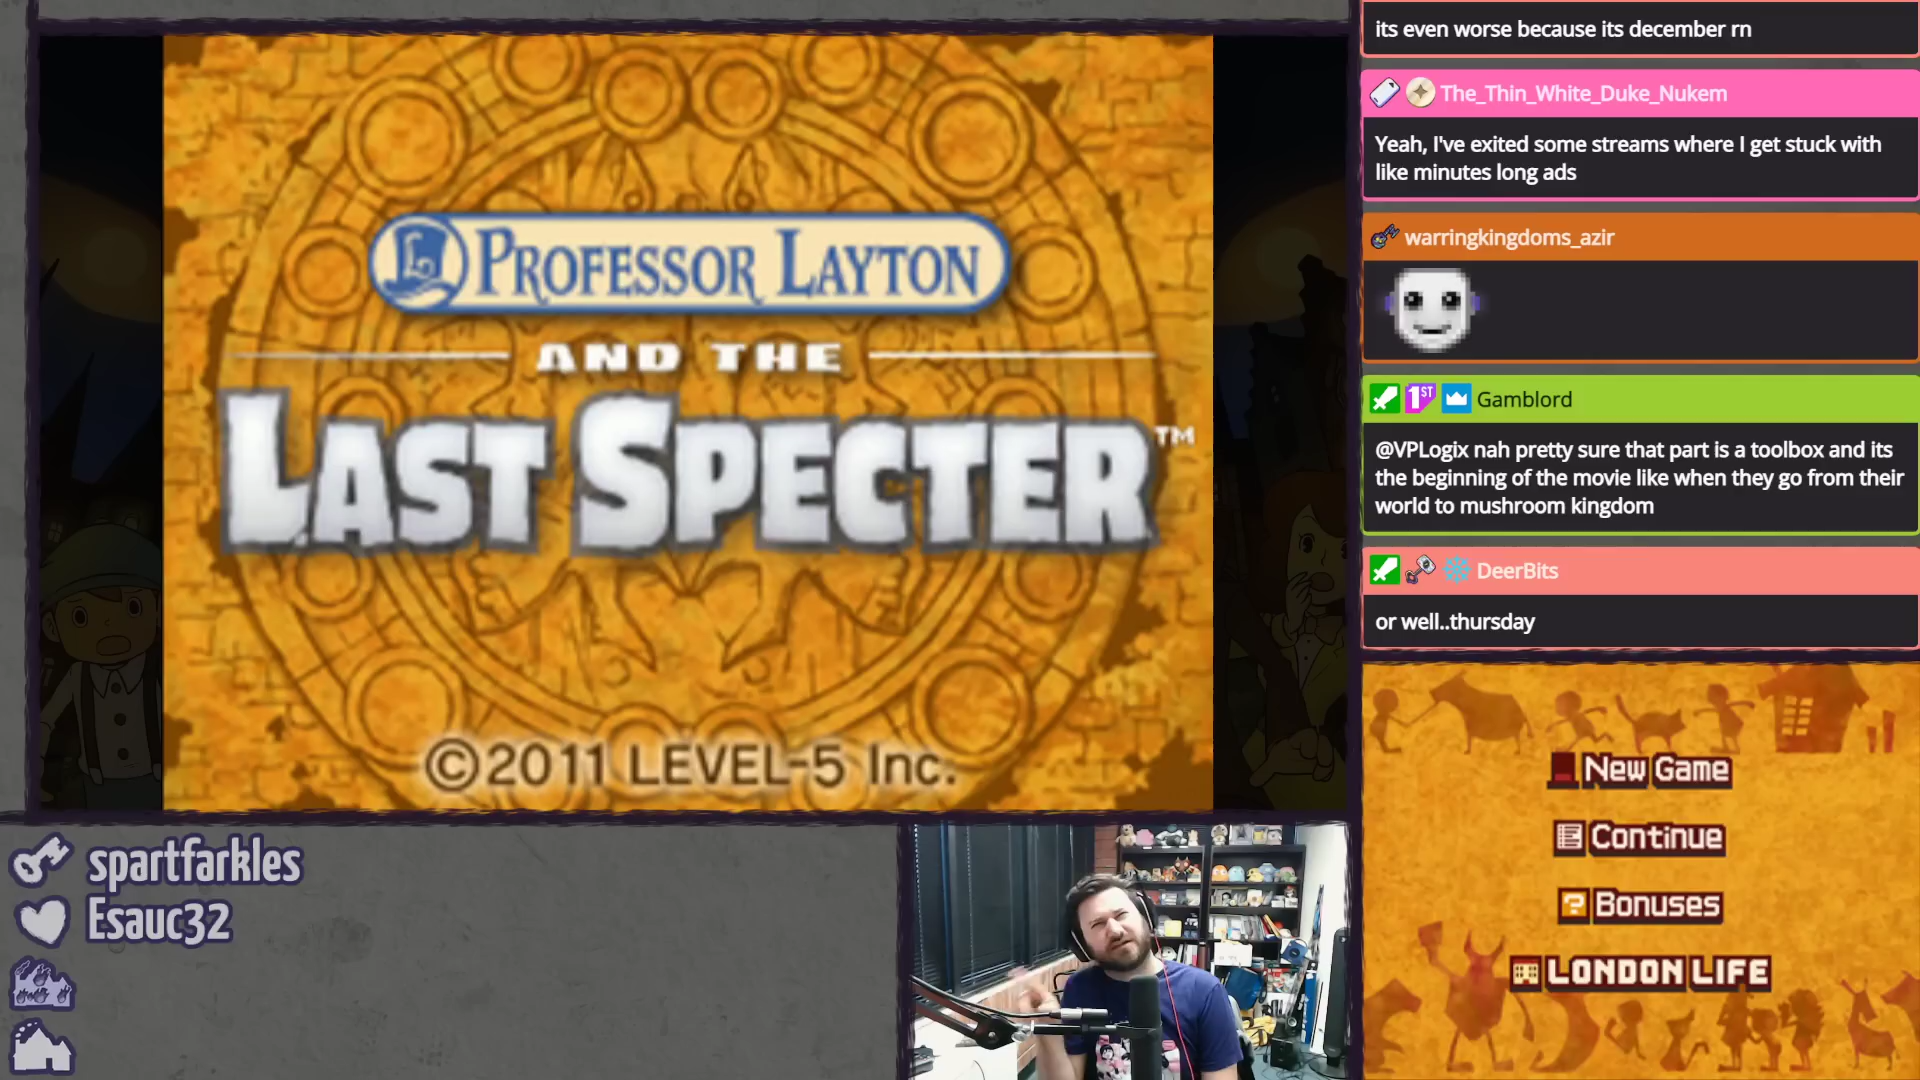 PROFESSOR LAYTON
AND THE
LAST SPECTER™
©2011 LEVEL-5 Inc.
its even worse because its december rn
The_Thin_White_Duke_Nukem
Yeah, I've exited some streams where I get stuck with
like minutes long ads
warringkingdoms_azir
1ST Gamblord
@VPLogix nah pretty sure that part is a toolbox and its
the beginning of the movie like when they go from their
world to mushroom kingdom
DeerBits
or well..thursday
New Game
Continue
? Bonuses
LONDON LIFE
spartfarkles
Esauc32